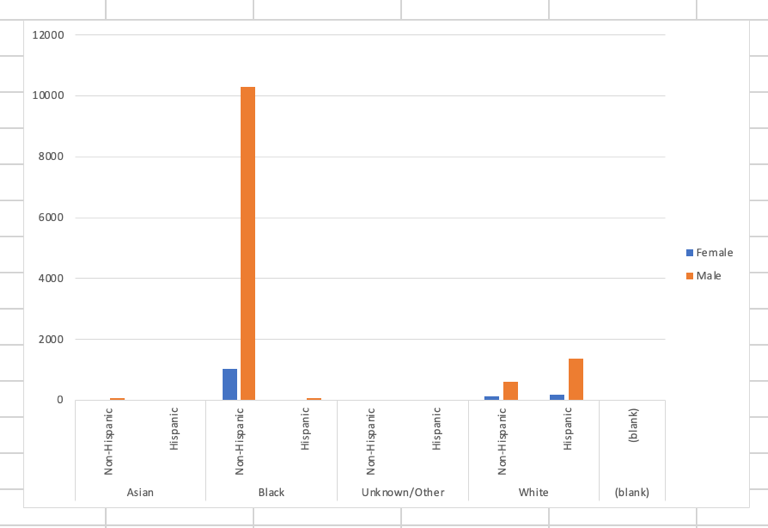 12000
10000
8000
6000
4000
2000
0
Female
Male
Non-Hispanic
Hispanic
Non-Hispanic
Hispanic
Non-Hispanic
Hispanic
Non-Hispanic
Hispanic
(blank)
Asian
Black
Unknown/Other
White
(blank)